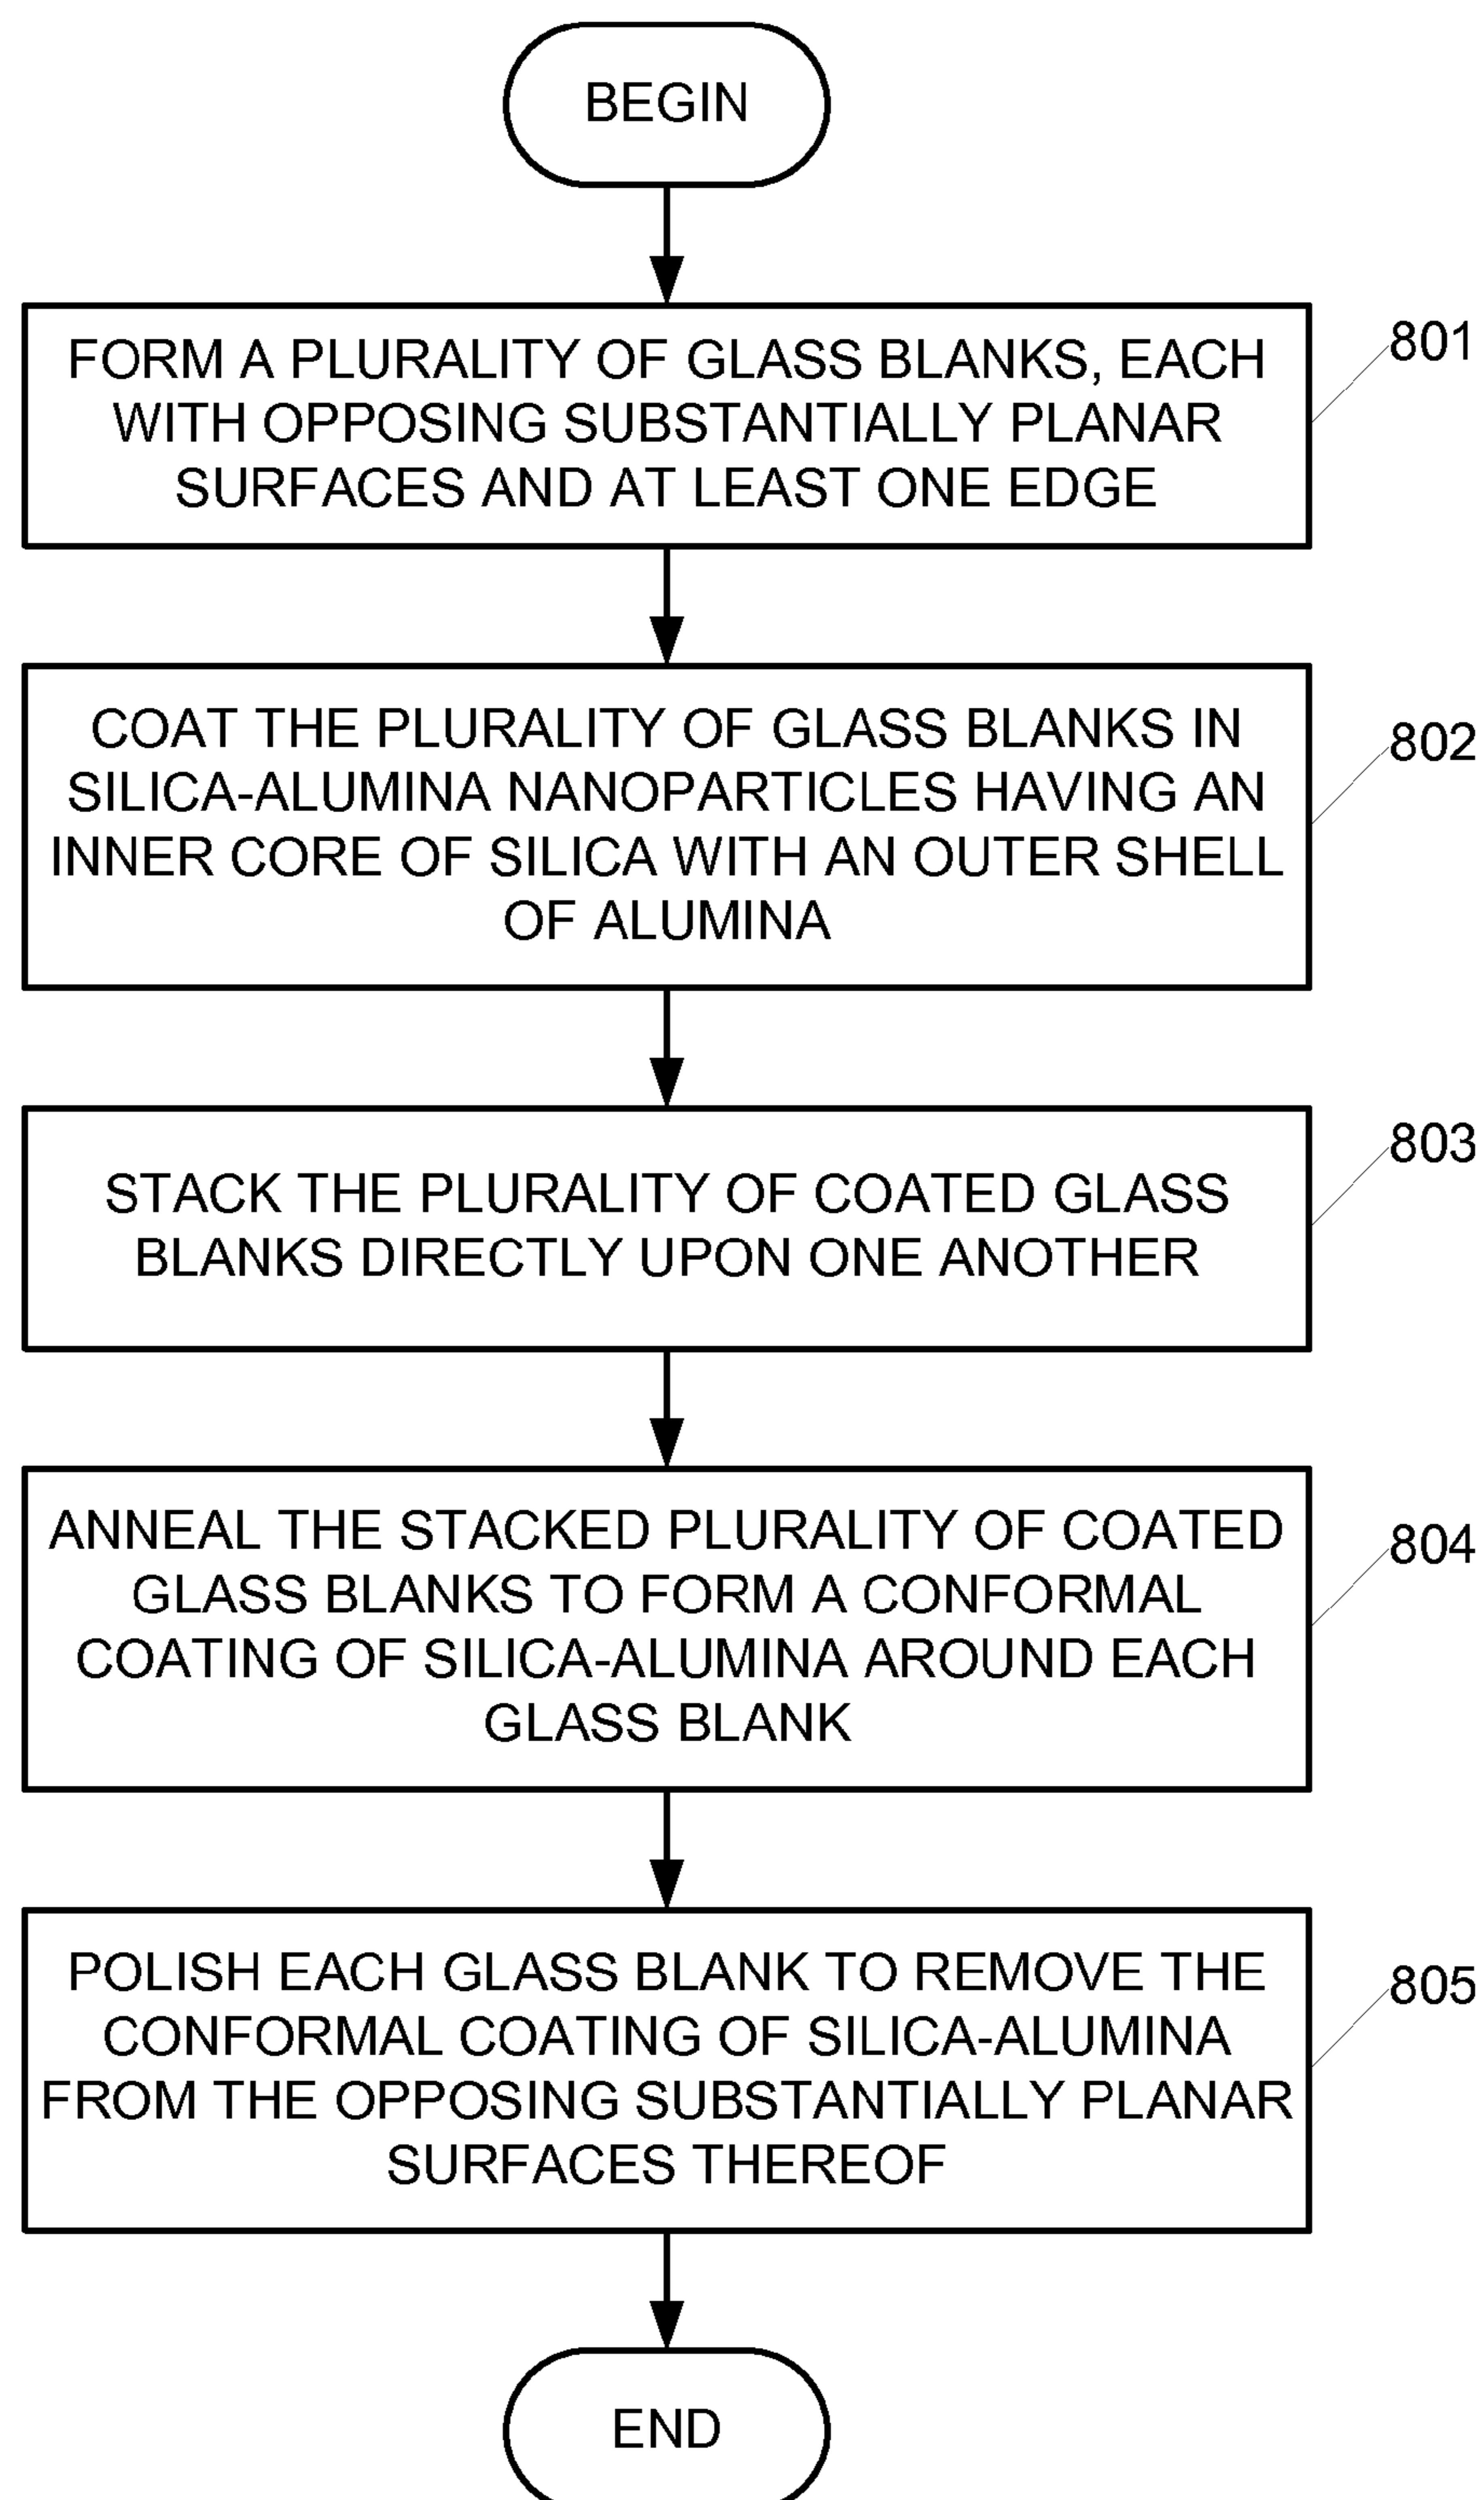 BEGIN
FORM A PLURALITY OF GLASS BLANKS, EACH
WITH OPPOSING SUBSTANTIALLY PLANAR
SURFACES AND AT LEAST ONE EDGE
801
COAT THE PLURALITY OF GLASS BLANKS IN
SILICA-ALUMINA NANOPARTICLES HAVING AN
INNER CORE OF SILICA WITH AN OUTER SHELL
OF ALUMINA
802
STACK THE PLURALITY OF COATED GLASS
BLANKS DIRECTLY UPON ONE ANOTHER
803
ANNEAL THE STACKED PLURALITY OF COATED
GLASS BLANKS TO FORM A CONFORMAL
COATING OF SILICA-ALUMINA AROUND EACH
GLASS BLANK
804
POLISH EACH GLASS BLANK TO REMOVE THE
CONFORMAL COATING OF SILICA-ALUMINA
FROM THE OPPOSING SUBSTANTIALLY PLANAR
SURFACES THEREOF
805
END